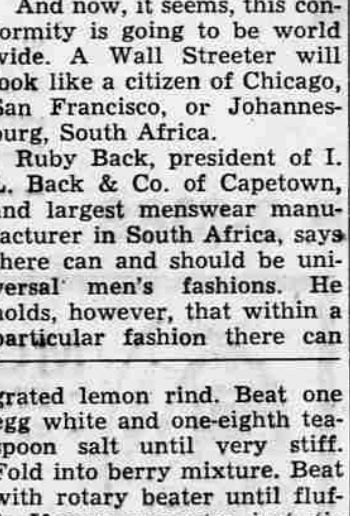 And now, it seems, this con-
ormity is going to be world
wide. A Wall Streeter will
ook like a citizen of Chicago,
San Francisco, or Johannes-
burg, South Africa.
Ruby Back, president of I.
L. Back & Co. of Capetown,
and largest menswear manu-
acturer in South Africa, says
there can and should be uni-
versal men's fashions. He
holds, however, that within a
particular fashion there can
grated lemon rind. Beat one
egg white and one-eighth tea-
spoon salt until very stiff.
Fold into berry mixture. Beat
with rotary beater until fluf-